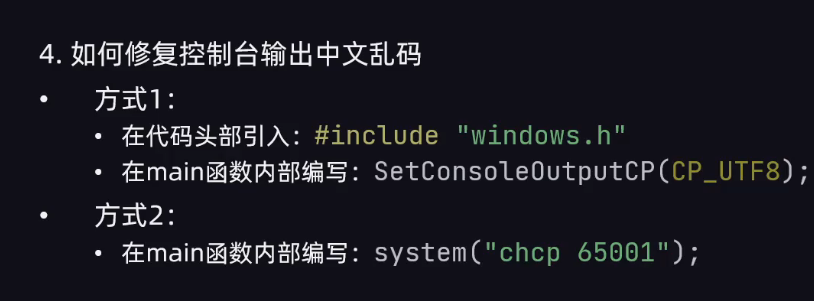 4. 如何修复控制台输出中文乱码
• 方式1：
• 在代码头部引入：#include "windows.h"
• 在main函数内部编写：SetConsoleOutputCP(CP_UTF8);
• 方式2：
• 在main函数内部编写：system("chcp 65001");